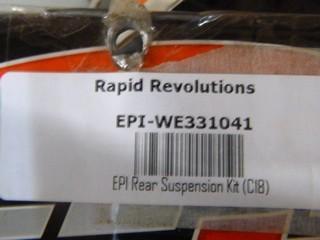 Rapid Revolutions
EPI-WE331041
EPI Rear Suspension Kit (C18)